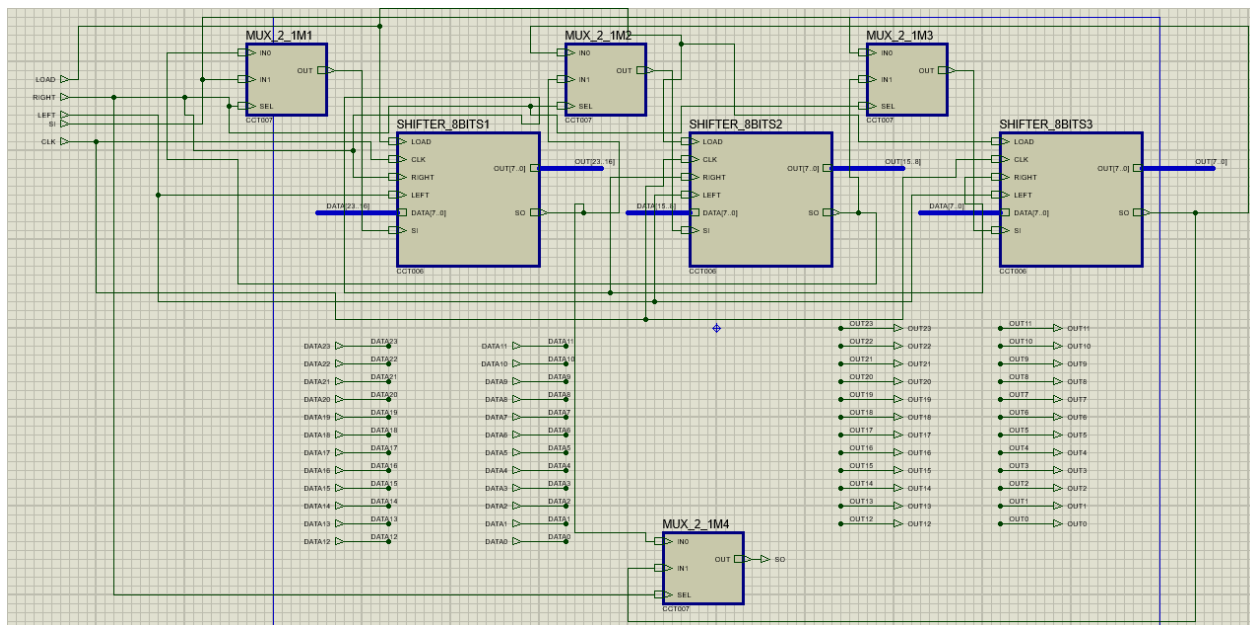 MUX_2_1M1
IN0
IN1
SEL
OUT
CCT007
MUX_2_1M2
IN0
IN1
SEL
OUT
CCT007
MUX_2_1M3
IN0
IN1
SEL
OUT
CCT007
LOAD
RIGHT
LEFT
SI
CLK
SHIFTER_8BITS1
LOAD
CLK
RIGHT
LEFT
DATA[7..0]
SI
OUT[7..0]
SO
CCT006
DATA[23..16]
OUT[23..16]
SHIFTER_8BITS2
LOAD
CLK
RIGHT
LEFT
DATA[7..0]
SI
OUT[7..0]
SO
CCT006
DATA[15..8]
OUT[15..8]
SHIFTER_8BITS3
LOAD
CLK
RIGHT
LEFT
DATA[7..0]
SI
OUT[7..0]
SO
CCT006
DATA[7..0]
OUT[7..0]
DATA23 DATA23
DATA22 DATA22
DATA21 DATA21
DATA20 DATA20
DATA19 DATA19
DATA18 DATA18
DATA17 DATA17
DATA16 DATA16
DATA15 DATA15
DATA14 DATA14
DATA13 DATA13
DATA12 DATA12
DATA11 DATA11
DATA10 DATA10
DATA9 DATA9
DATA8 DATA8
DATA7 DATA7
DATA6 DATA6
DATA5 DATA5
DATA4 DATA4
DATA3 DATA3
DATA2 DATA2
DATA1 DATA1
DATA0 DATA0
OUT23 OUT23
OUT22 OUT22
OUT21 OUT21
OUT20 OUT20
OUT19 OUT19
OUT18 OUT18
OUT17 OUT17
OUT16 OUT16
OUT15 OUT15
OUT14 OUT14
OUT13 OUT13
OUT12 OUT12
OUT11 OUT11
OUT10 OUT10
OUT9 OUT9
OUT8 OUT8
OUT7 OUT7
OUT6 OUT6
OUT5 OUT5
OUT4 OUT4
OUT3 OUT3
OUT2 OUT2
OUT1 OUT1
OUT0 OUT0
MUX_2_1M4
IN0
IN1
SEL
OUT
SO
CCT007